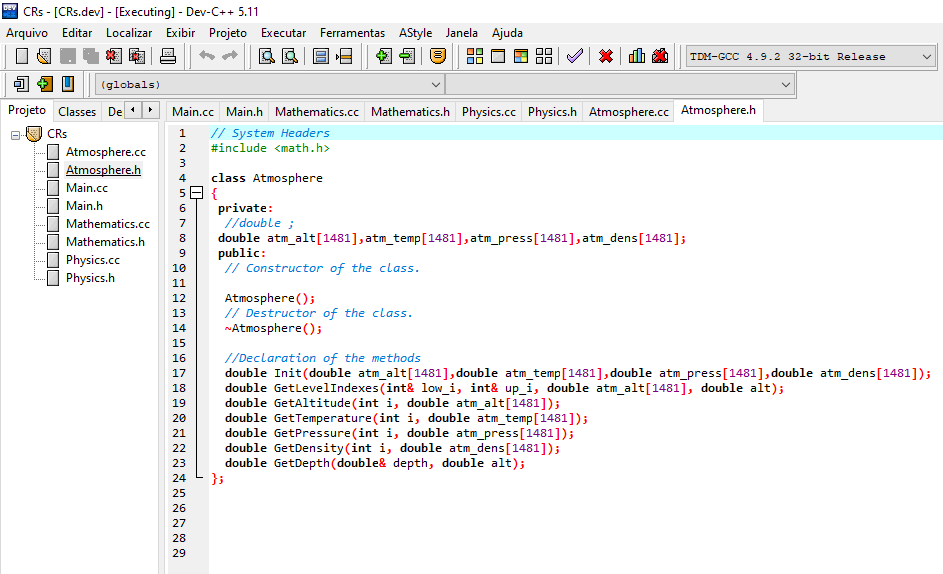 CRs - [CRs.dev] - [Executing] - Dev-C++ 5.11
Arquivo Editar Localizar Exibir Projeto Executar Ferramentas AStyle Janela Ajuda
TDM-GCC 4.9.2 32-bit Release
(globals)
Projeto Classes De
Main.cc Main.h Mathematics.cc Mathematics.h Physics.cc Physics.h Atmosphere.cc Atmosphere.h
CRs
Atmosphere.cc
Atmosphere.h
Main.cc
Main.h
Mathematics.cc
Mathematics.h
Physics.cc
Physics.h
1 // System Headers
2 #include <math.h>
3
4 class Atmosphere
5 {
6 private:
7 //double ;
8 double atm_alt[1481],atm_temp[1481],atm_press[1481],atm_dens[1481];
9 public:
10 // Constructor of the class.
11
12 Atmosphere();
13 // Destructor of the class.
14 ~Atmosphere();
15
16 //Declaration of the methods
17 double Init(double atm_alt[1481],double atm_temp[1481],double atm_press[1481],double atm_dens[1481]);
18 double GetLevelIndexes(int& low_i, int& up_i, double atm_alt[1481], double alt);
19 double GetAltitude(int i, double atm_alt[1481]);
20 double GetTemperature(int i, double atm_temp[1481]);
21 double GetPressure(int i, double atm_press[1481]);
22 double GetDensity(int i, double atm_dens[1481]);
23 double GetDepth(double& depth, double alt);
24 };
25
26
27
28
29